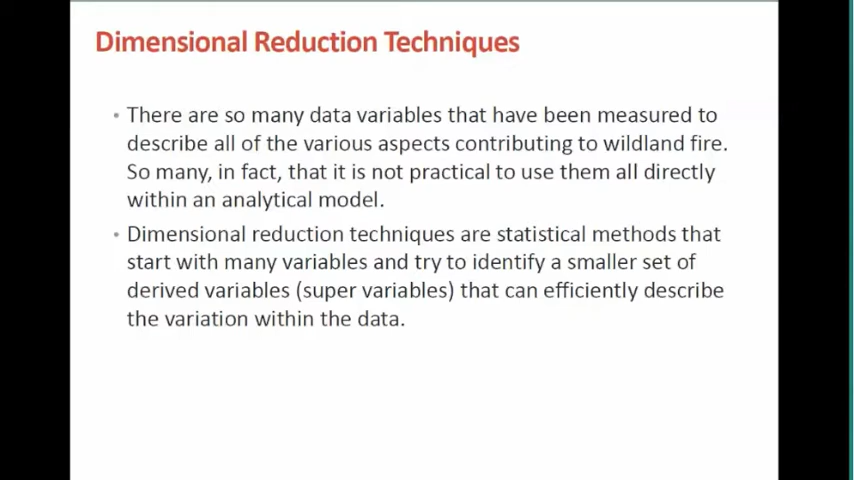 Dimensional Reduction Techniques
• There are so many data variables that have been measured to
describe all of the various aspects contributing to wildland fire.
So many, in fact, that it is not practical to use them all directly
within an analytical model.
• Dimensional reduction techniques are statistical methods that
start with many variables and try to identify a smaller set of
derived variables (super variables) that can efficiently describe
the variation within the data.